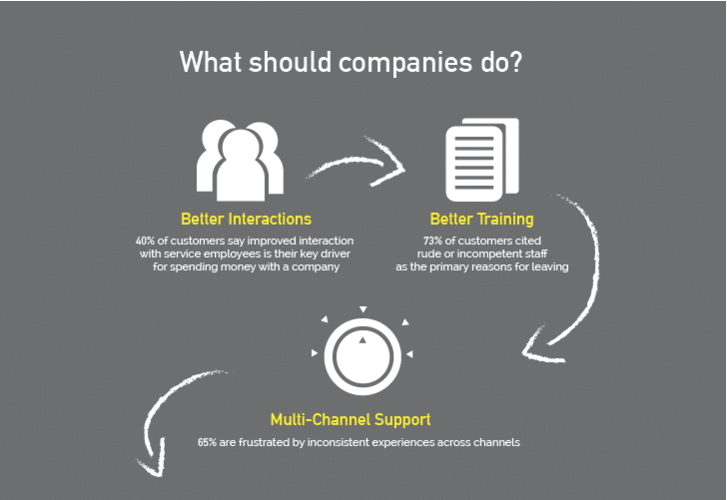 What should companies do?
Better Interactions
40% of customers say improved interaction
with service employees is their key driver
for spending money with a company
Better Training
73% of customers cited
rude or incompetent staff
as the primary reasons for leaving
Multi-Channel Support
65% are frustrated by inconsistent experiences across channels